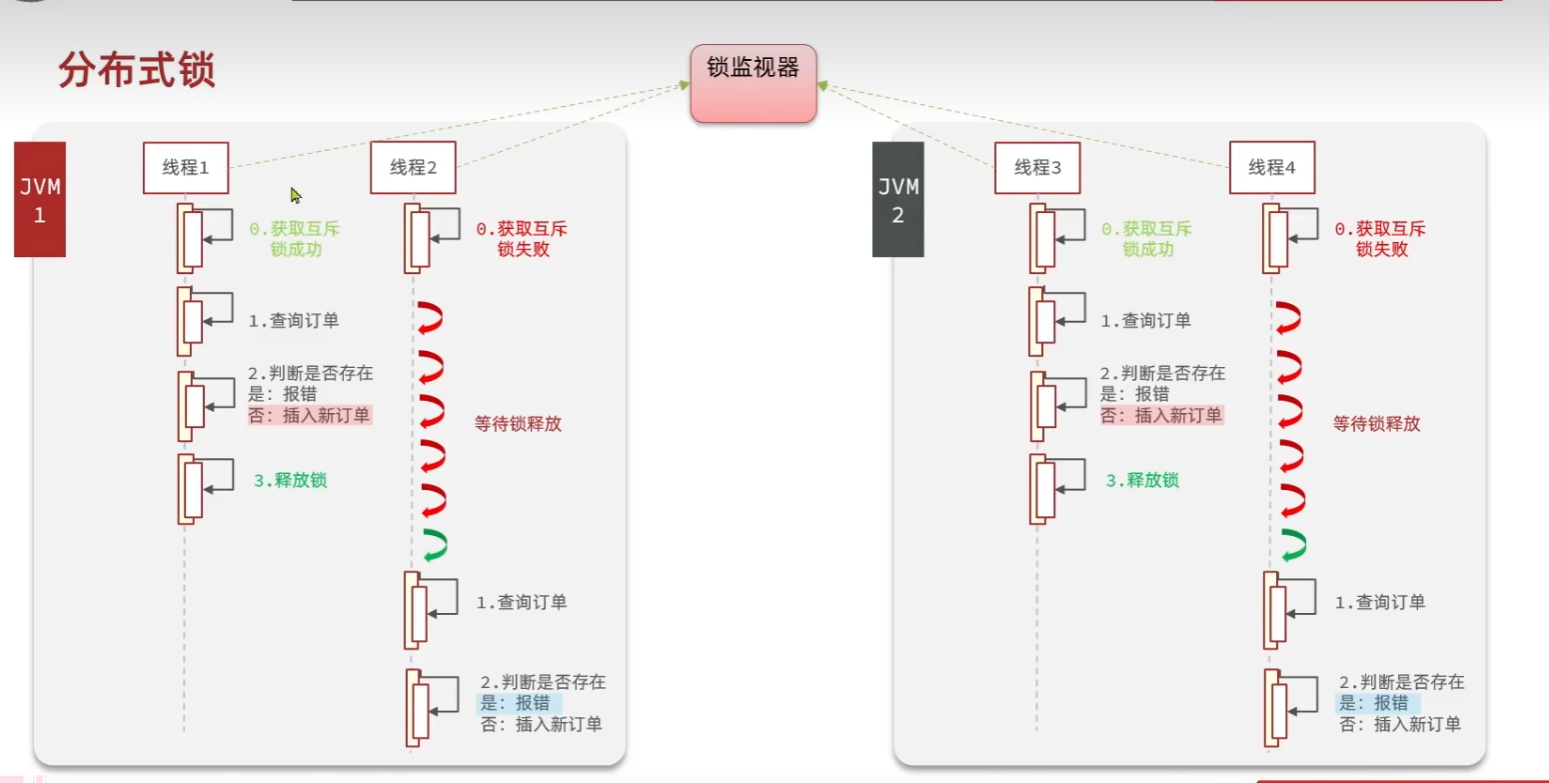 分布式锁
锁监视器
JVM
1
线程1
0.获取互斥
锁成功
1.查询订单
2.判断是否存在
是: 报错
否: 插入新订单
3.释放锁
线程2
0.获取互斥
锁失败
等待锁释放
1.查询订单
2.判断是否存在
是: 报错
否: 插入新订单
JVM
2
线程3
0.获取互斥
锁成功
1.查询订单
2.判断是否存在
是: 报错
否: 插入新订单
3.释放锁
线程4
0.获取互斥
锁失败
等待锁释放
1.查询订单
2.判断是否存在
是: 报错
否: 插入新订单